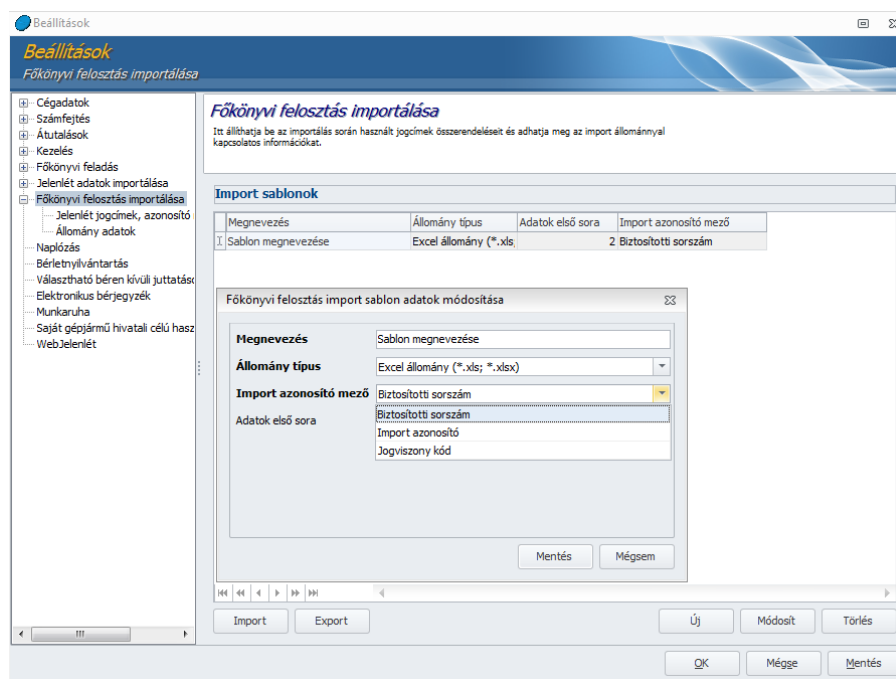 Beállítások
Beállítások
Főkönyvi felosztás importálása
Cégadatok
Számfejtés
Átutalások
Kezelés
Főkönyvi feladás
Jelenlét adatok importálása
Főkönyvi felosztás importálása
Jelenlét jogcímek, azonosító
Állomány adatok
Naplózás
Bérletnyilvántartás
Választható béren kívüli juttatáso
Elektronikus bérjegyzék
Munkaruha
Saját gépjármű hivatali célú hasz
WebJelenlét
Főkönyvi felosztás importálása
Itt állíthatja be az importálás során használt jogcímek összerendeléseit és adhatja meg az import állománnyal
kapcsolatos információkat.
Import sablonok
Megnevezés Állomány típus Adatok első sora Import azonosító mező
Sablon megnevezése Excel állomány (*.xls; 2 Biztosítotti sorszám
Főkönyvi felosztás import sablon adatok módosítása
Megnevezés Sablon megnevezése
Állomány típus Excel állomány (*.xls; *.xlsx)
Import azonosító mező Biztosítotti sorszám
Adatok első sora
Biztosítotti sorszám
Import azonosító
Jogviszony kód
Mentés Mégsem
Import Export Új Módosít Törlés
OK Mégse Mentés